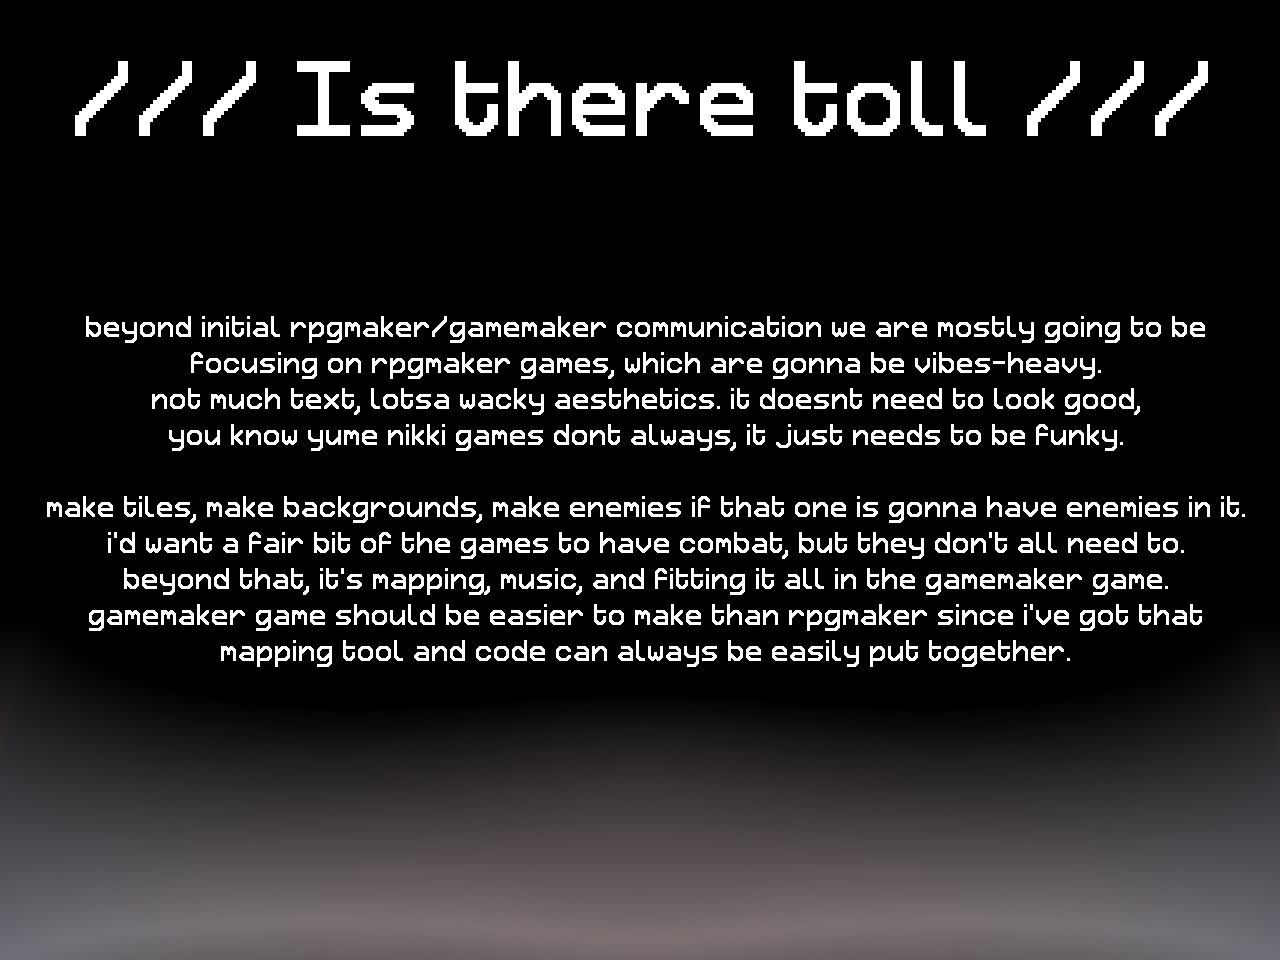 /// Is there toll ///
beyond initial rpgmaker/gamemaker communication we are mostly going to be
focusing on rpgmaker games, which are gonna be vibes-heavy.
not much text, lotsa wacky aesthetics. it doesnt need to look good,
you know yume nikki games dont always, it just needs to be funky.
make tiles, make backgrounds, make enemies if that one is gonna have enemies in it.
i'd want a fair bit of the games to have combat, but they don't all need to.
beyond that, it's mapping, music, and fitting it all in the gamemaker game.
gamemaker game should be easier to make than rpgmaker since i've got that
mapping tool and code can always be easily put together.